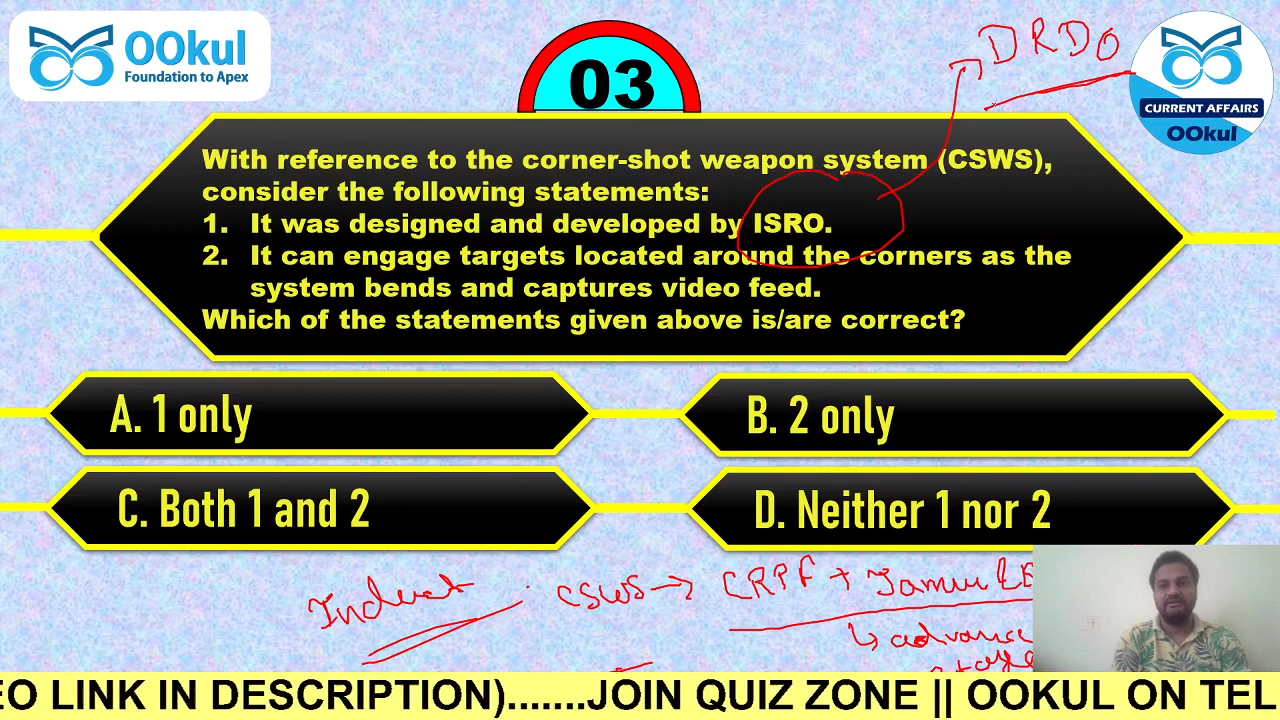 OOkul
Foundation to Apex
03
DRDO
CURRENT AFFAIRS
OOkul
With reference to the corner-shot weapon system (CSWS),
consider the following statements:
1. It was designed and developed by ISRO.
2. It can engage targets located around the corners as the
system bends and captures video feed.
Which of the statements given above is/are correct?
A. 1 only
B. 2 only
C. Both 1 and 2
D. Neither 1 nor 2
CSWS → CRPF +
EO LINK IN DESCRIPTION).......JOIN QUIZ ZONE || OOKUL ON TEL